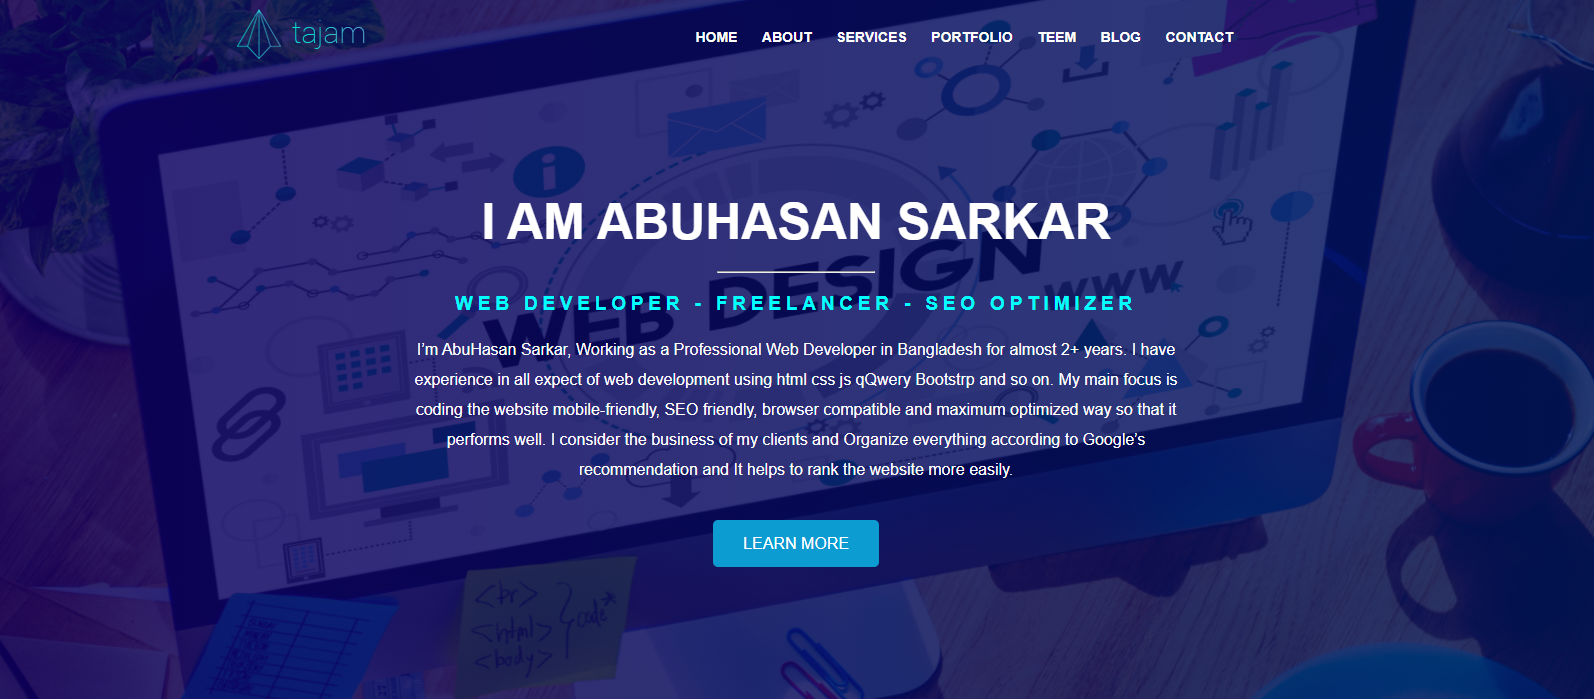 tajam
HOME ABOUT SERVICES PORTFOLIO TEEM BLOG CONTACT
I AM ABUHASAN SARKAR
WEB DESIGN
WWW
WEB DEVELOPER - FREELANCER - SEO OPTIMIZER
I’m AbuHasan Sarkar, Working as a Professional Web Developer in Bangladesh for almost 2+ years. I have
experience in all expect of web development using html css js qQwery Bootstrp and so on. My main focus is
coding the website mobile-friendly, SEO friendly, browser compatible and maximum optimized way so that it
performs well. I consider the business of my clients and Organize everything according to Google’s
recommendation and It helps to rank the website more easily.
LEARN MORE
<br>
<html> } code*
<body>